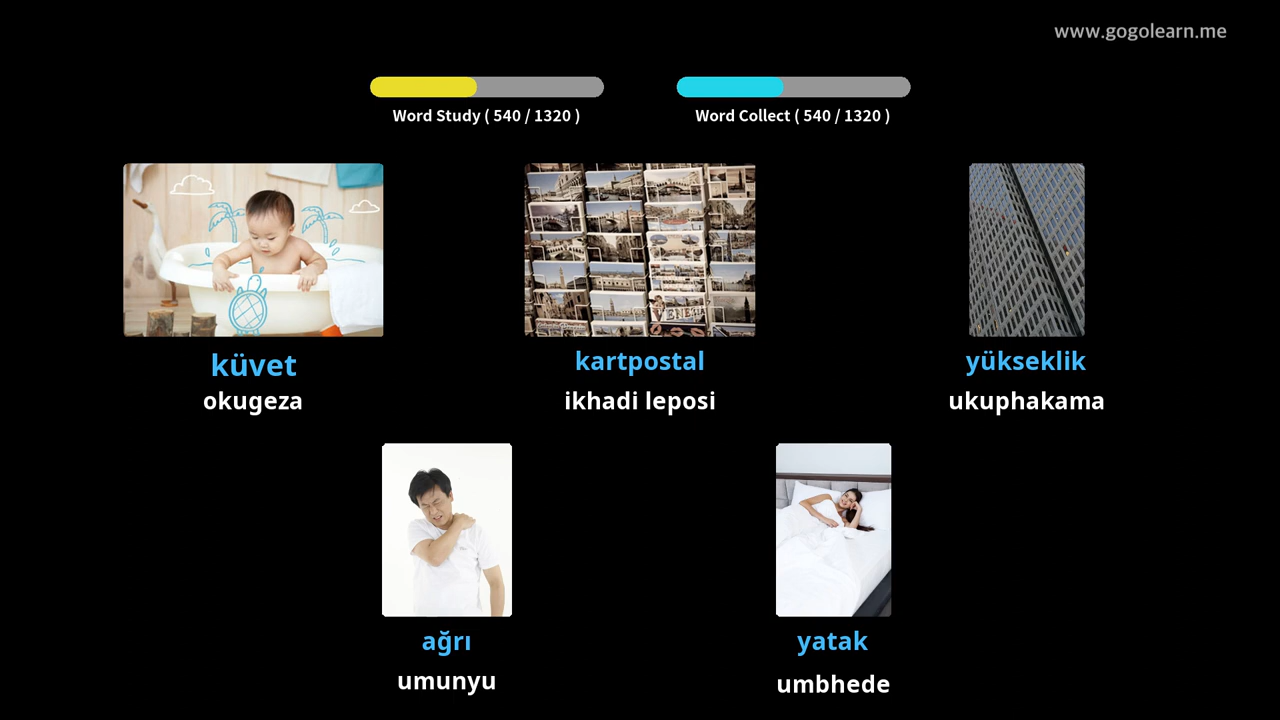 www.gogolearn.me
Word Study ( 540 / 1320 )
Word Collect ( 540 / 1320 )
küvet
okugeza
kartpostal
ikhadi leposi
yükseklik
ukuphakama
ağrı
umunyu
yatak
umbhede